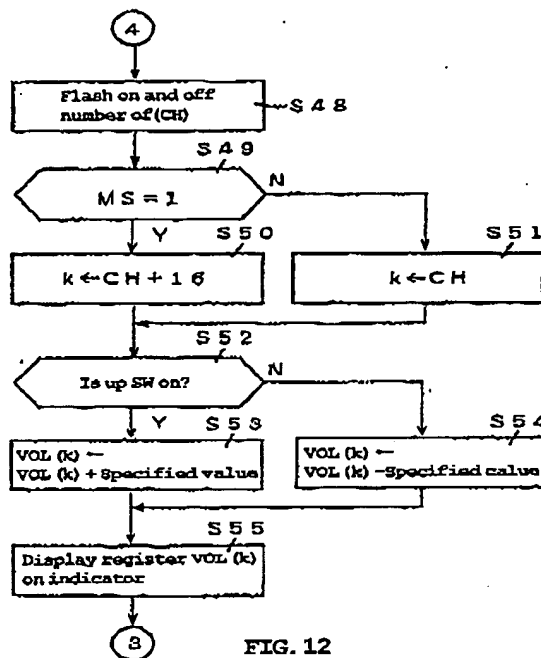 4
Flash on and off
number of (CH)
S48
S49
MS=1
N
Y
S50
S51
k←CH+16
k←CH
S52
Is up SW on?
N
Y
S53
S54
VOL (k) ←
VOL (k) + Specified value
VOL (k) ←
VOL (k) - Specified calue
S55
Display register VOL (k)
on indicator
3
FIG. 12